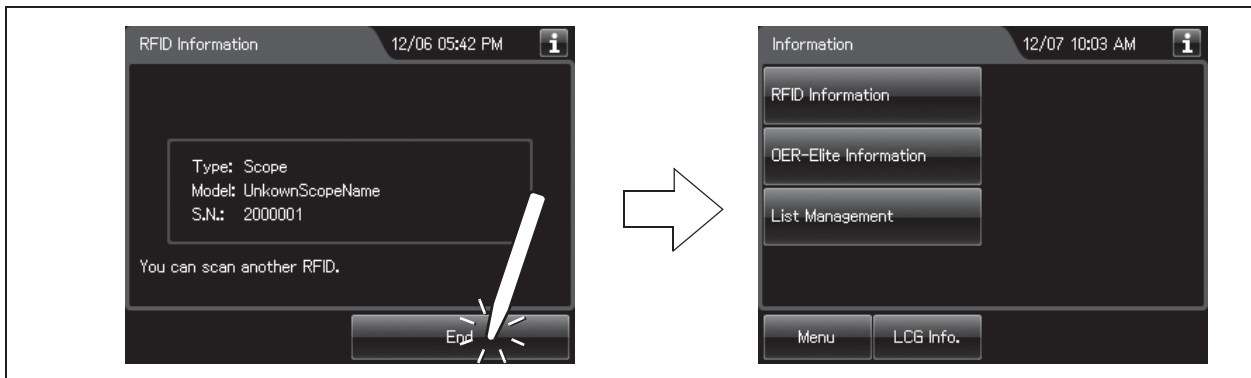 RFID Information 12/06 05:42 PM i
Type: Scope
Model: UnkownScopeName
S.N.: 2000001
You can scan another RFID.
End
Information 12/07 10:03 AM i
RFID Information
OER-Elite Information
List Management
Menu LCG Info.